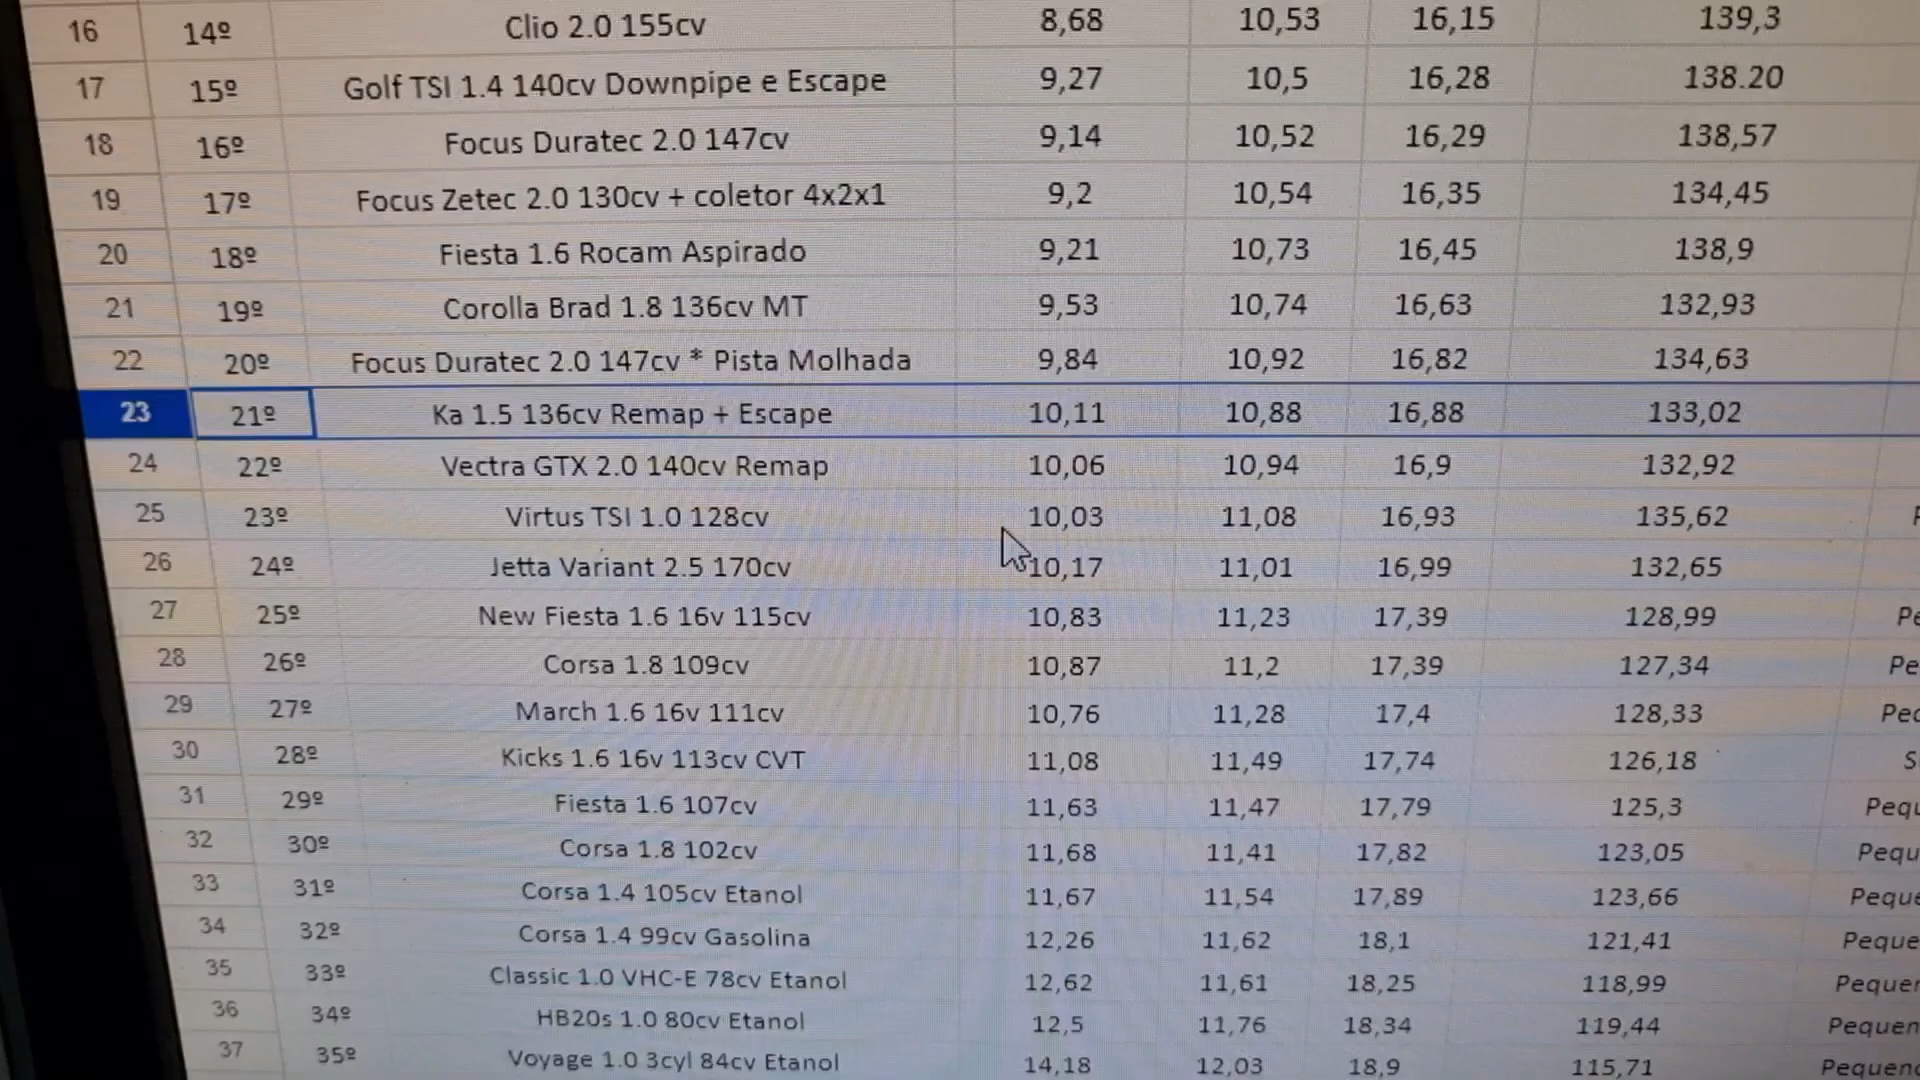 16 14º Clio 2.0 155cv 8,68 10,53 16,15 139,3
17 15º Golf TSI 1.4 140cv Downpipe e Escape 9,27 10,5 16,28 138.20
18 16º Focus Duratec 2.0 147cv 9,14 10,52 16,29 138,57
19 17º Focus Zetec 2.0 130cv + coletor 4x2x1 9,2 10,54 16,35 134,45
20 18º Fiesta 1.6 Rocam Aspirado 9,21 10,73 16,45 138,9
21 19º Corolla Brad 1.8 136cv MT 9,53 10,74 16,63 132,93
22 20º Focus Duratec 2.0 147cv * Pista Molhada 9,84 10,92 16,82 134,63
23 21º Ka 1.5 136cv Remap + Escape 10,11 10,88 16,88 133,02
24 22º Vectra GTX 2.0 140cv Remap 10,06 10,94 16,9 132,92
25 23º Virtus TSI 1.0 128cv 10,03 11,08 16,93 135,62
26 24º Jetta Variant 2.5 170cv 10,17 11,01 16,99 132,65
27 25º New Fiesta 1.6 16v 115cv 10,83 11,23 17,39 128,99 Pe
28 26º Corsa 1.8 109cv 10,87 11,2 17,39 127,34 Pe
29 27º March 1.6 16v 111cv 10,76 11,28 17,4 128,33 Peq
30 28º Kicks 1.6 16v 113cv CVT 11,08 11,49 17,74 126,18 S
31 29º Fiesta 1.6 107cv 11,63 11,47 17,79 125,3 Pequ
32 30º Corsa 1.8 102cv 11,68 11,41 17,82 123,05 Pequ
33 31º Corsa 1.4 105cv Etanol 11,67 11,54 17,89 123,66 Peque
34 32º Corsa 1.4 99cv Gasolina 12,26 11,62 18,1 121,41 Peque
35 33º Classic 1.0 VHC-E 78cv Etanol 12,62 11,61 18,25 118,99 Pequer
36 34º HB20s 1.0 80cv Etanol 12,5 11,76 18,34 119,44 Pequen
37 35º Voyage 1.0 3cyl 84cv Etanol 14,18 12,03 18,9 115,71 Pequeno